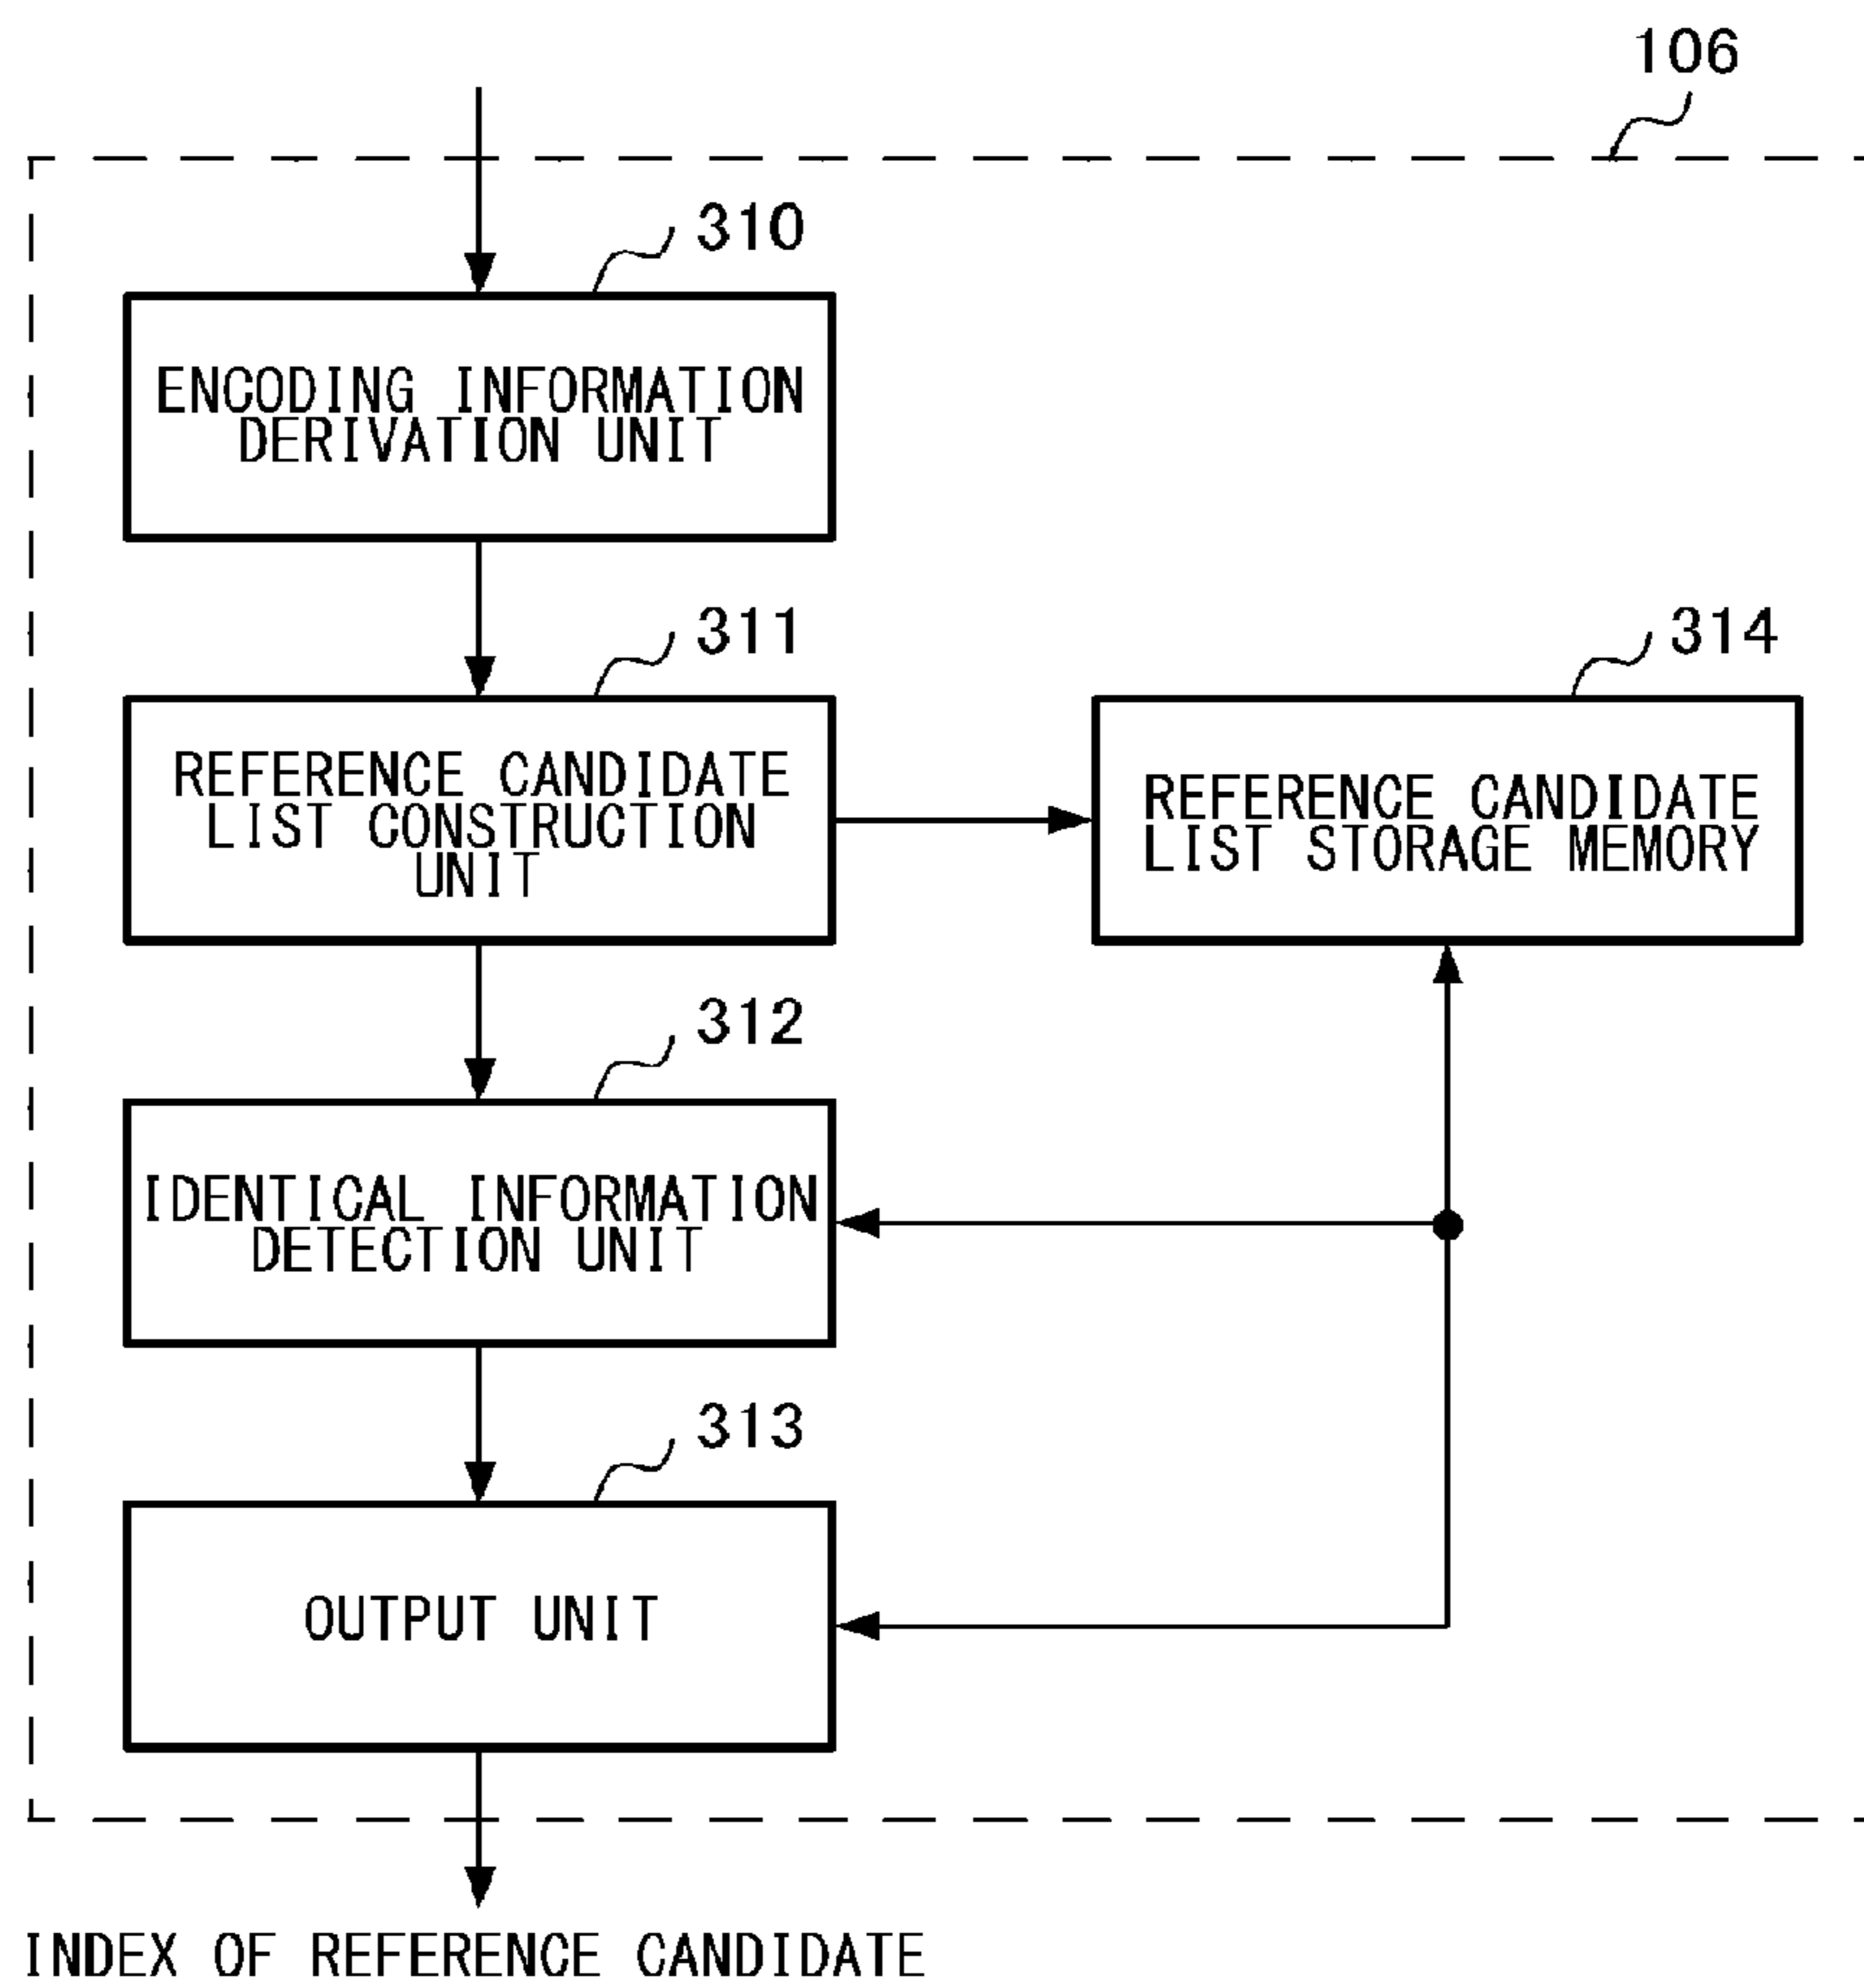 106
310
ENCODING INFORMATION
DERIVATION UNIT
311
REFERENCE CANDIDATE
LIST CONSTRUCTION
UNIT
314
REFERENCE CANDIDATE
LIST STORAGE MEMORY
312
IDENTICAL INFORMATION
DETECTION UNIT
313
OUTPUT UNIT
INDEX OF REFERENCE CANDIDATE